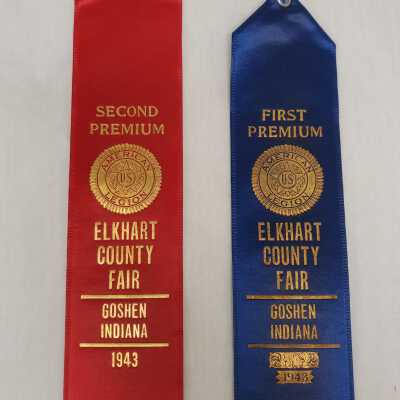 SECOND
PREMIUM
AMERICAN
US
LEGION
ELKHART
COUNTY
FAIR
GOSHEN
INDIANA
1943
FIRST
PREMIUM
AMERICAN
US
LEGION
ELKHART
COUNTY
FAIR
GOSHEN
INDIANA